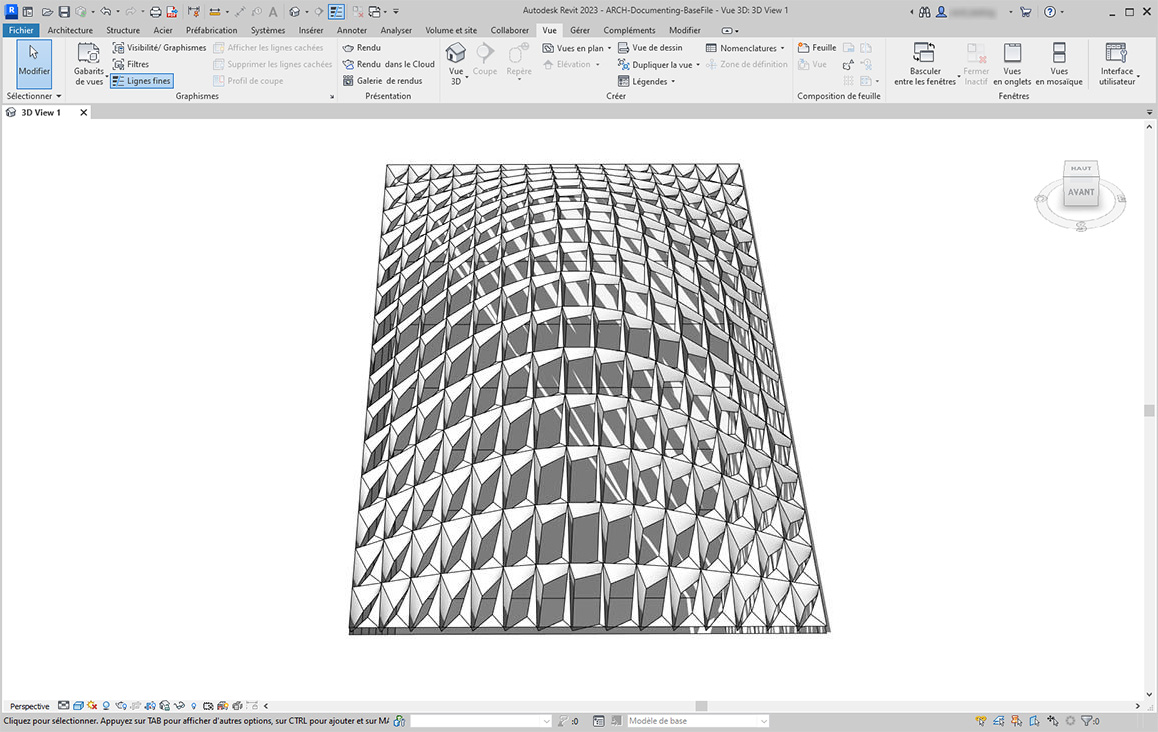 Autodesk Revit 2023 - ARCH-Documenting-BaseFile - Vue 3D: 3D View 1
Fichier Architecture Structure Acier Préfabrication Systèmes Insérer Annoter Analyser Volume et site Collaborer Vue Gérer Compléments Modifier
Modifier
Sélectionner
Gabarits
de vues
Visibilité/ Graphismes
Filtres
Lignes fines
Afficher les lignes cachées
Supprimer les lignes cachées
Profil de coupe
Graphismes
Rendu
Rendu dans le Cloud
Galerie de rendus
Présentation
Vue
3D
Coupe
Repère
Vues en plan
Élévation
Vue de dessin
Dupliquer la vue
Légendes
Nomenclatures
Zone de définition
Créer
Feuille
Vue
Composition de feuille
Basculer
entre les fenêtres
Fermer
Inactif
Vues
en onglets
Vues
en mosaïque
Fenêtres
Interface
utilisateur
3D View 1
HAUT
AVANT
Perspective
Cliquez pour sélectionner. Appuyez sur TAB pour afficher d'autres options, sur CTRL pour ajouter et sur MA
:0
Modèle de base
:0